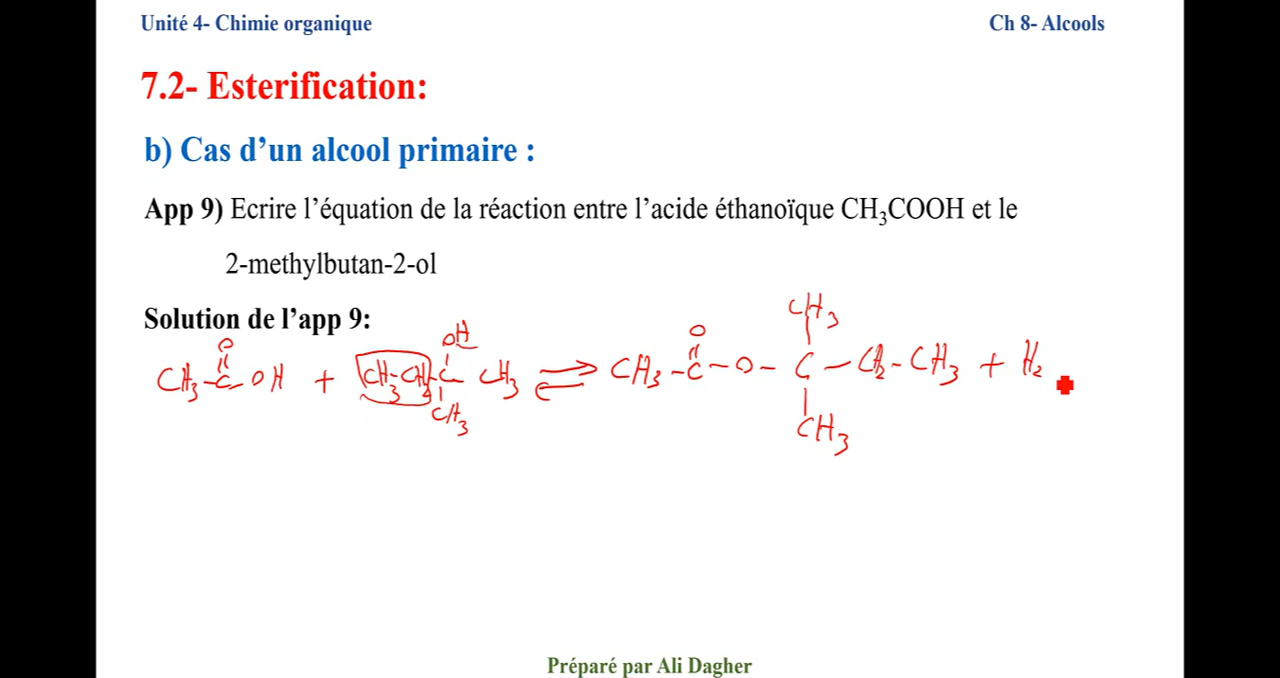 Unité 4- Chimie organique Ch 8- Alcools
7.2- Esterification:
b) Cas d'un alcool primaire :
App 9) Ecrire l'équation de la réaction entre l'acide éthanoïque CH₃COOH et le
2-methylbutan-2-ol
Solution de l'app 9:
CH₃
O OH O
CH₃-C-OH + CH₃-CH₂-C- CH₃ ⇌ CH₃-C-O-C-CH₂-CH₃ + H₂
CH₃ CH₃
Préparé par Ali Dagher